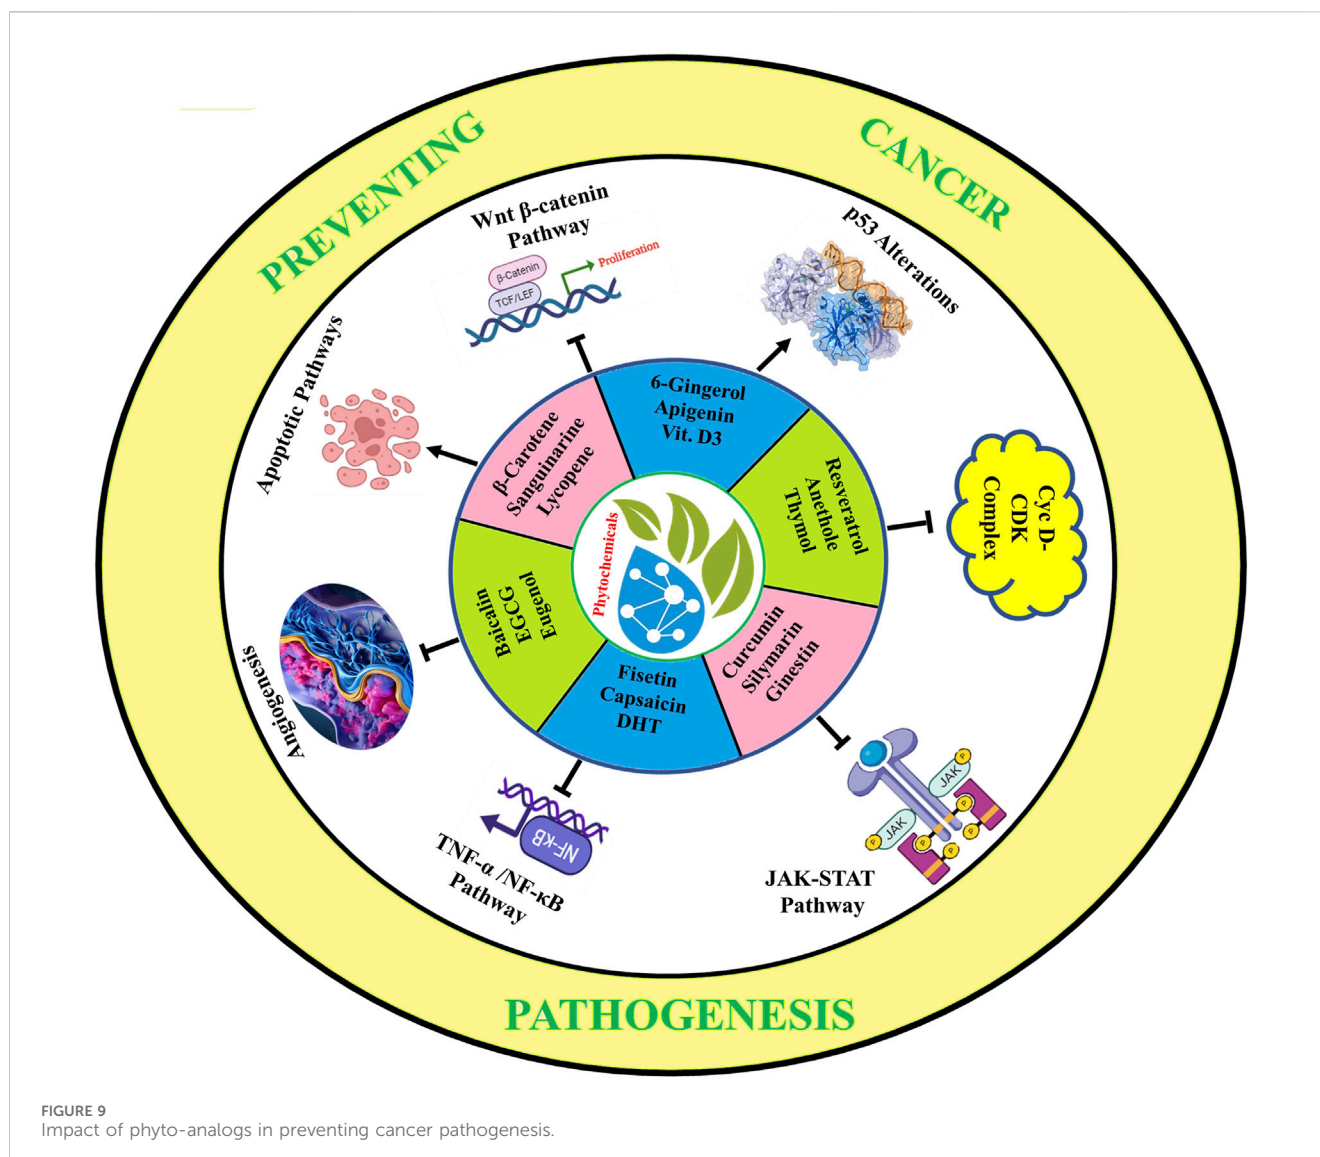 PREVENTING
CANCER
PATHOGENESIS
Wnt β-catenin
Pathway
β-Catenin
TCF/LEF
Proliferation
p53 Alterations
Cyc D-
CDK
Complex
JAK
P
JAK
P
P
P
P
P
JAK-STAT
Pathway
NF-κB
TNF-α /NF-κB
Pathway
Angiogenesis
Apoptotic Pathways
6-Gingerol
Apigenin
Vit. D3
Resveratrol
Anethole
Thymol
Curcumin
Silymarin
Ginestin
Fisetin
Capsaicin
DHT
Baicalin
EGCG
Eugenol
β-Carotene
Sanguinarine
Lycopene
Phytochemicals
FIGURE 9
Impact of phyto-analogs in preventing cancer pathogenesis.